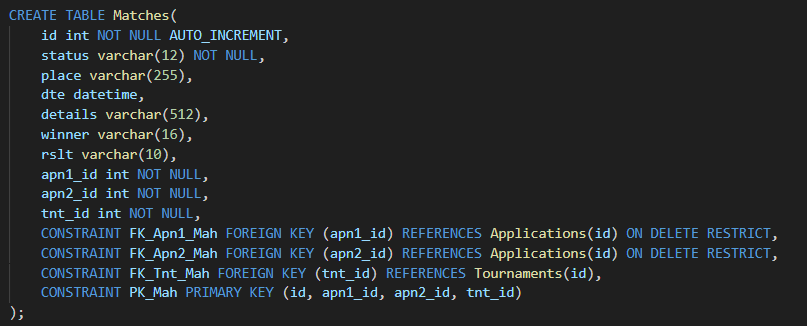 CREATE TABLE Matches(
    id int NOT NULL AUTO_INCREMENT,
    status varchar(12) NOT NULL,
    place varchar(255),
    dte datetime,
    details varchar(512),
    winner varchar(16),
    rslt varchar(10),
    apn1_id int NOT NULL,
    apn2_id int NOT NULL,
    tnt_id int NOT NULL,
    CONSTRAINT FK_Apn1_Mah FOREIGN KEY (apn1_id) REFERENCES Applications(id) ON DELETE RESTRICT,
    CONSTRAINT FK_Apn2_Mah FOREIGN KEY (apn2_id) REFERENCES Applications(id) ON DELETE RESTRICT,
    CONSTRAINT FK_Tnt_Mah FOREIGN KEY (tnt_id) REFERENCES Tournaments(id),
    CONSTRAINT PK_Mah PRIMARY KEY (id, apn1_id, apn2_id, tnt_id)
);